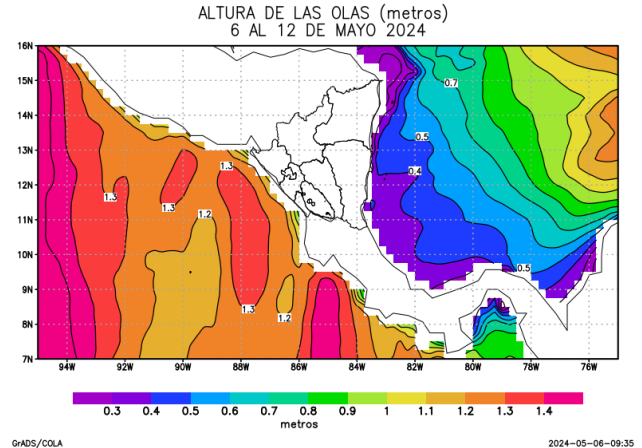 ALTURA DE LAS OLAS (metros)
6 AL 12 DE MAYO 2024
16N
15N
14N
13N
12N
11N
10N
9N
8N
7N
0.7
0.5
0.4
1.3
1.3
1.3
1.2
0.5
1.3
1.2
94W 92W 90W 88W 86W 84W 82W 80W 78W 76W
0.3 0.4 0.5 0.6 0.7 0.8 0.9 1 1.1 1.2 1.3 1.4
metros
GrADS/COLA 2024-05-06-09:35